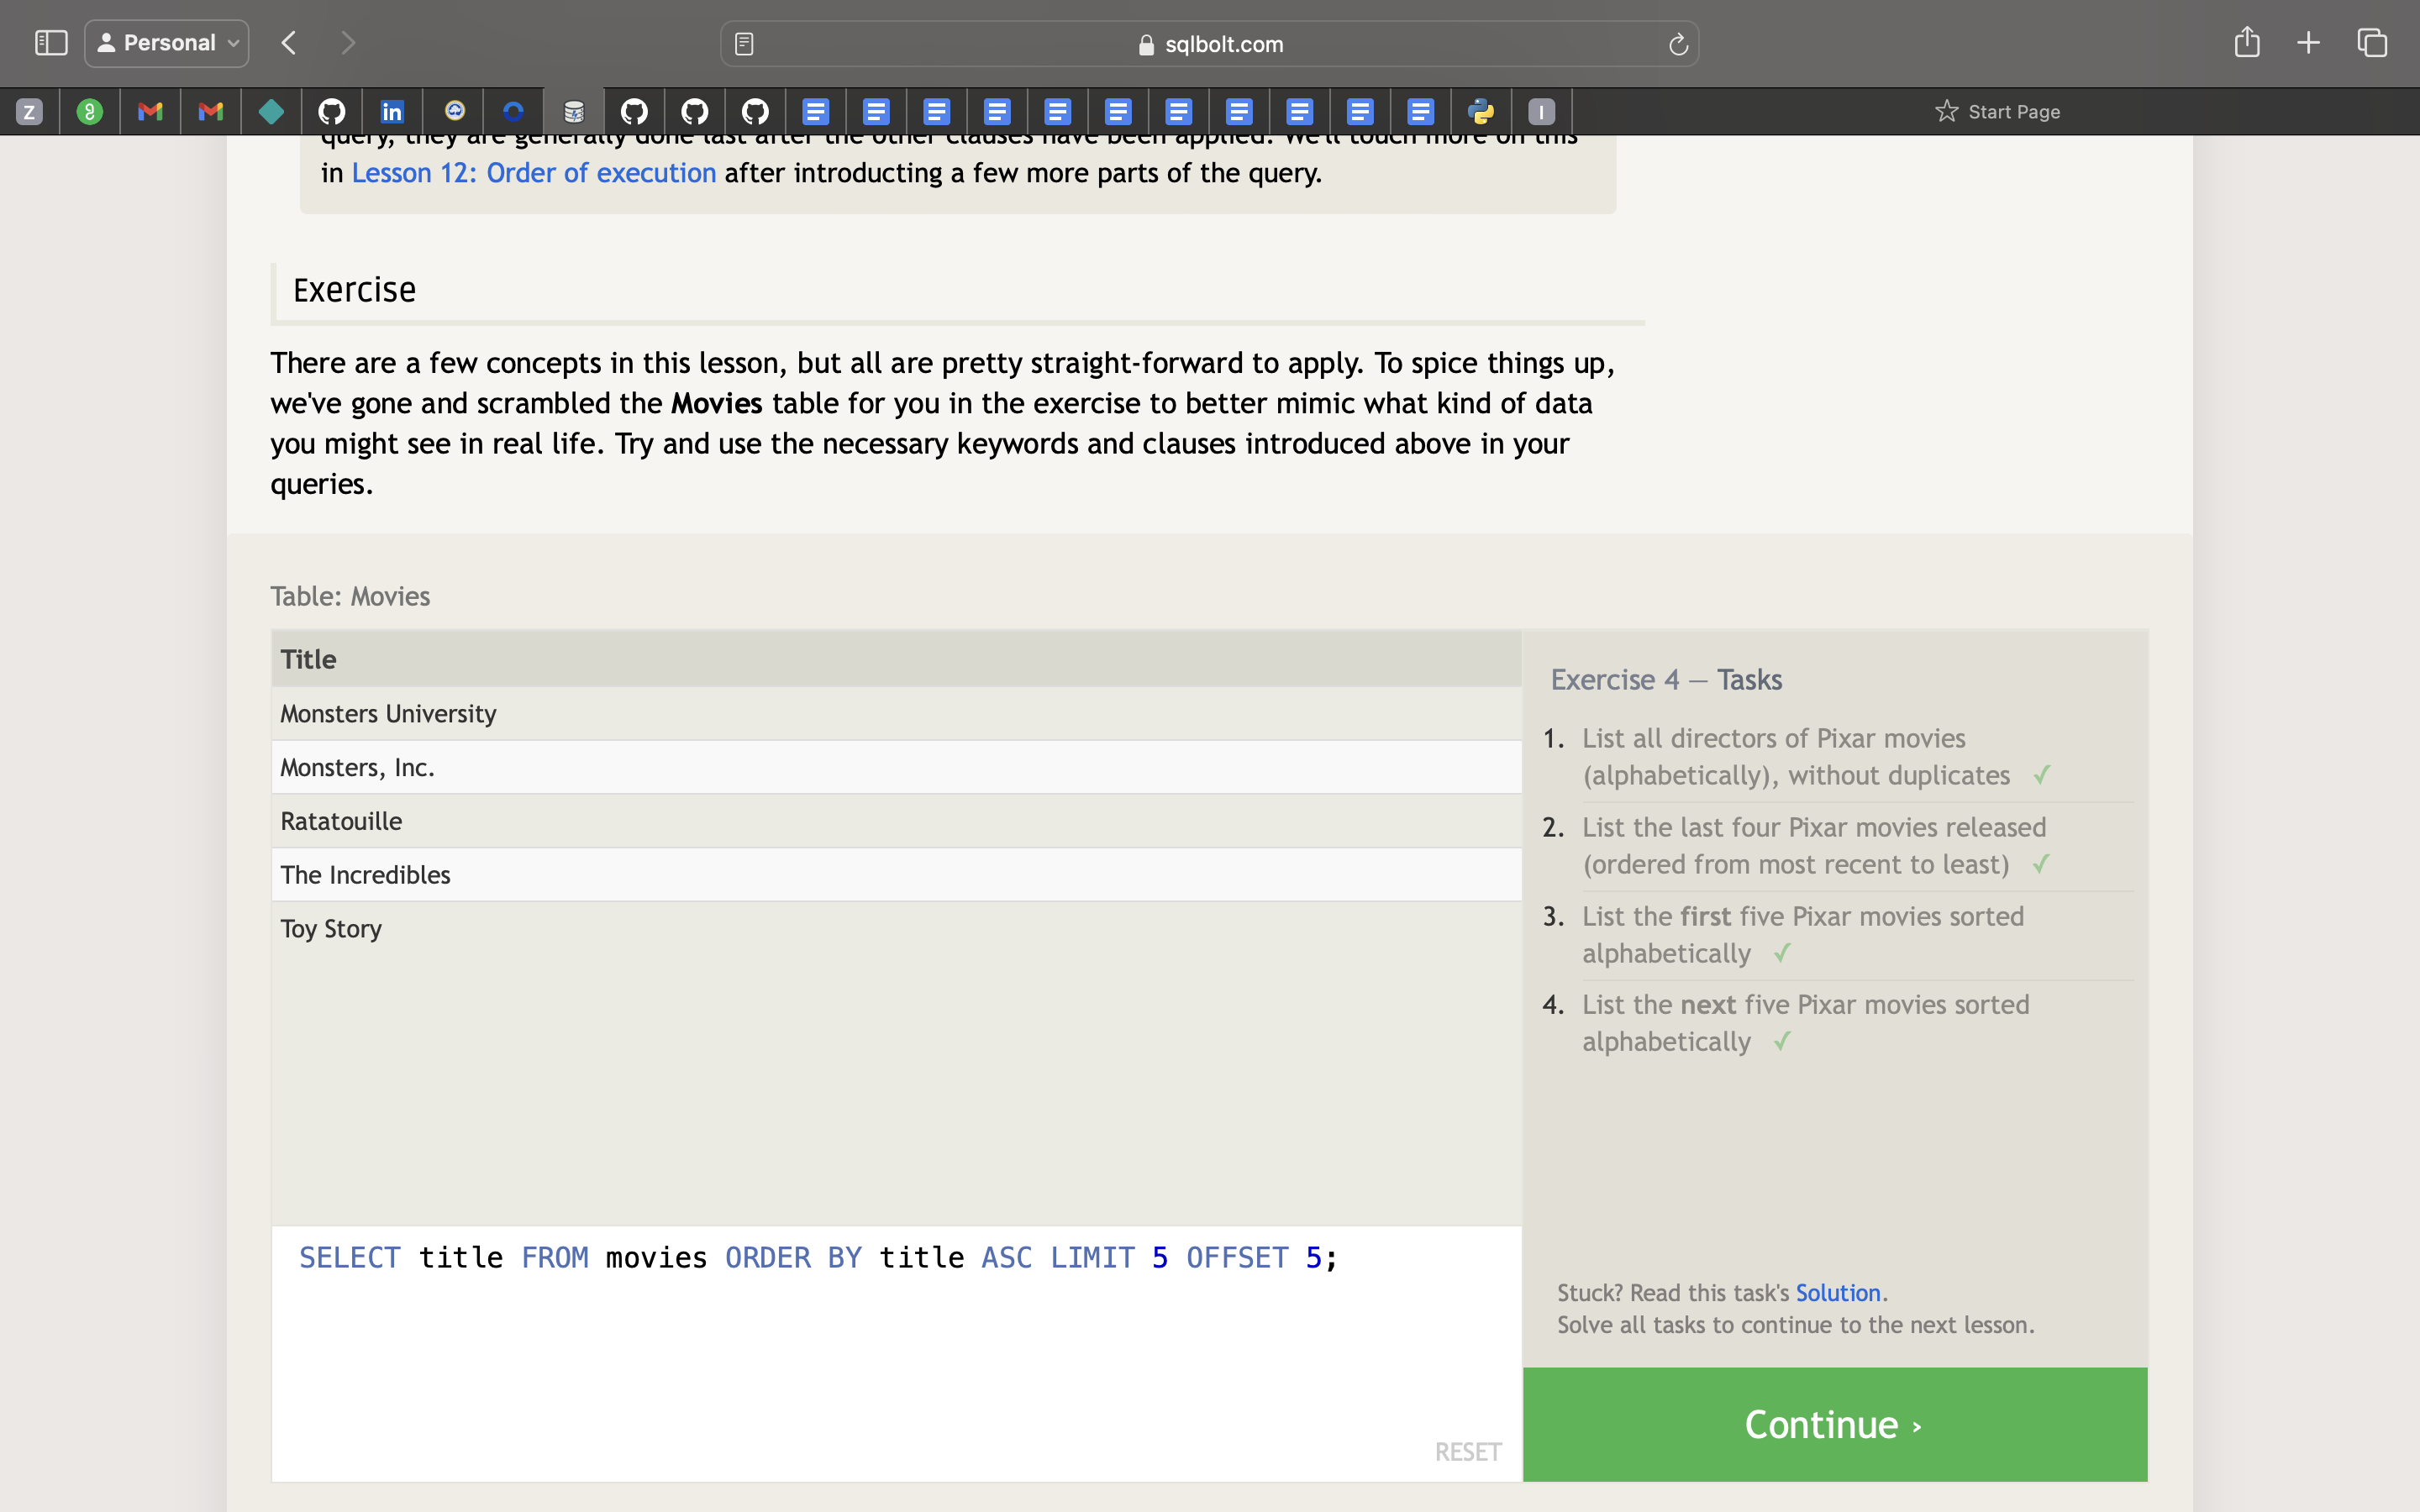 Personal
sqlbolt.com
Z
in
I
Start Page
query, they are generally done last after the other clauses have been applied. We'll touch more on this
in Lesson 12: Order of execution after introducting a few more parts of the query.
Exercise
There are a few concepts in this lesson, but all are pretty straight-forward to apply. To spice things up,
we've gone and scrambled the Movies table for you in the exercise to better mimic what kind of data
you might see in real life. Try and use the necessary keywords and clauses introduced above in your
queries.
Table: Movies
Title
Monsters University
Monsters, Inc.
Ratatouille
The Incredibles
Toy Story
SELECT title FROM movies ORDER BY title ASC LIMIT 5 OFFSET 5;
RESET
Exercise 4 — Tasks
1. List all directors of Pixar movies
(alphabetically), without duplicates ✓
2. List the last four Pixar movies released
(ordered from most recent to least) ✓
3. List the first five Pixar movies sorted
alphabetically ✓
4. List the next five Pixar movies sorted
alphabetically ✓
Stuck? Read this task's Solution.
Solve all tasks to continue to the next lesson.
Continue ›